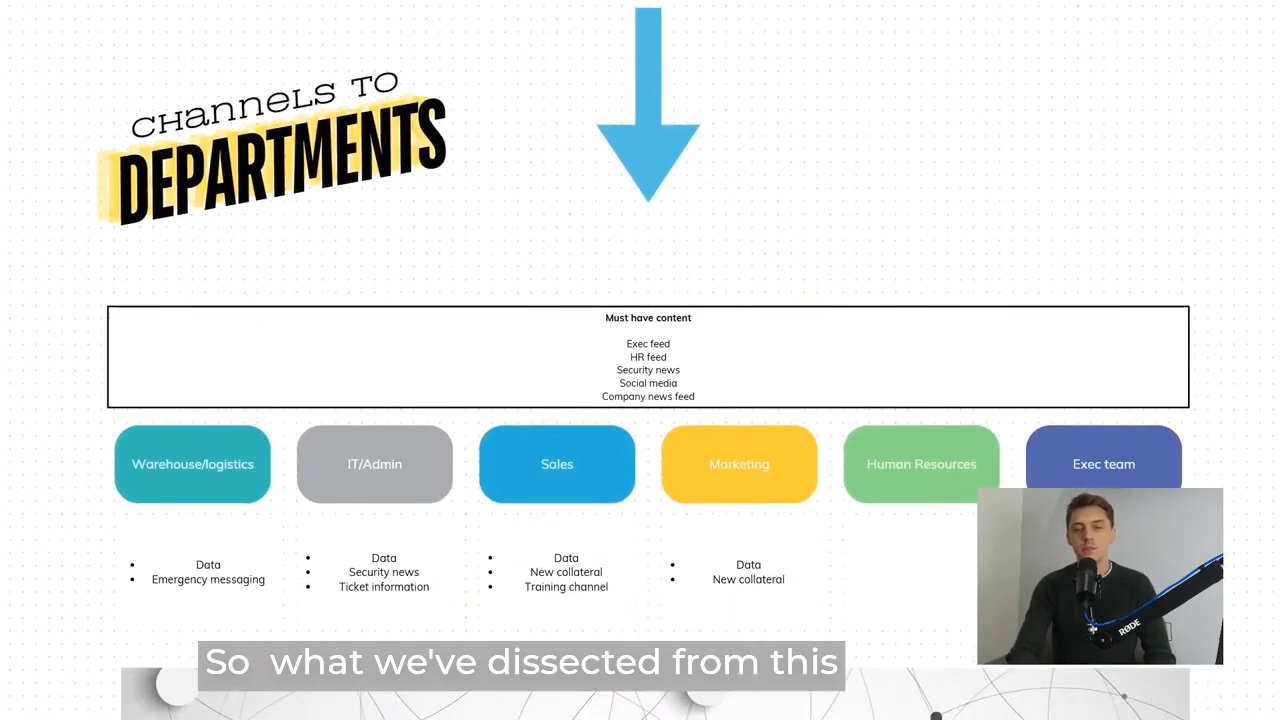 CHANNELS TO
DEPARTMENTS
Must have content
Exec feed
HR feed
Security news
Social media
Company news feed
Warehouse/logistics
IT/Admin
Sales
Marketing
Human Resources
Exec team
• Data
• Emergency messaging
• Data
• Security news
• Ticket information
• Data
• New collateral
• Training channel
• Data
• New collateral
RØDE
So what we've dissected from this